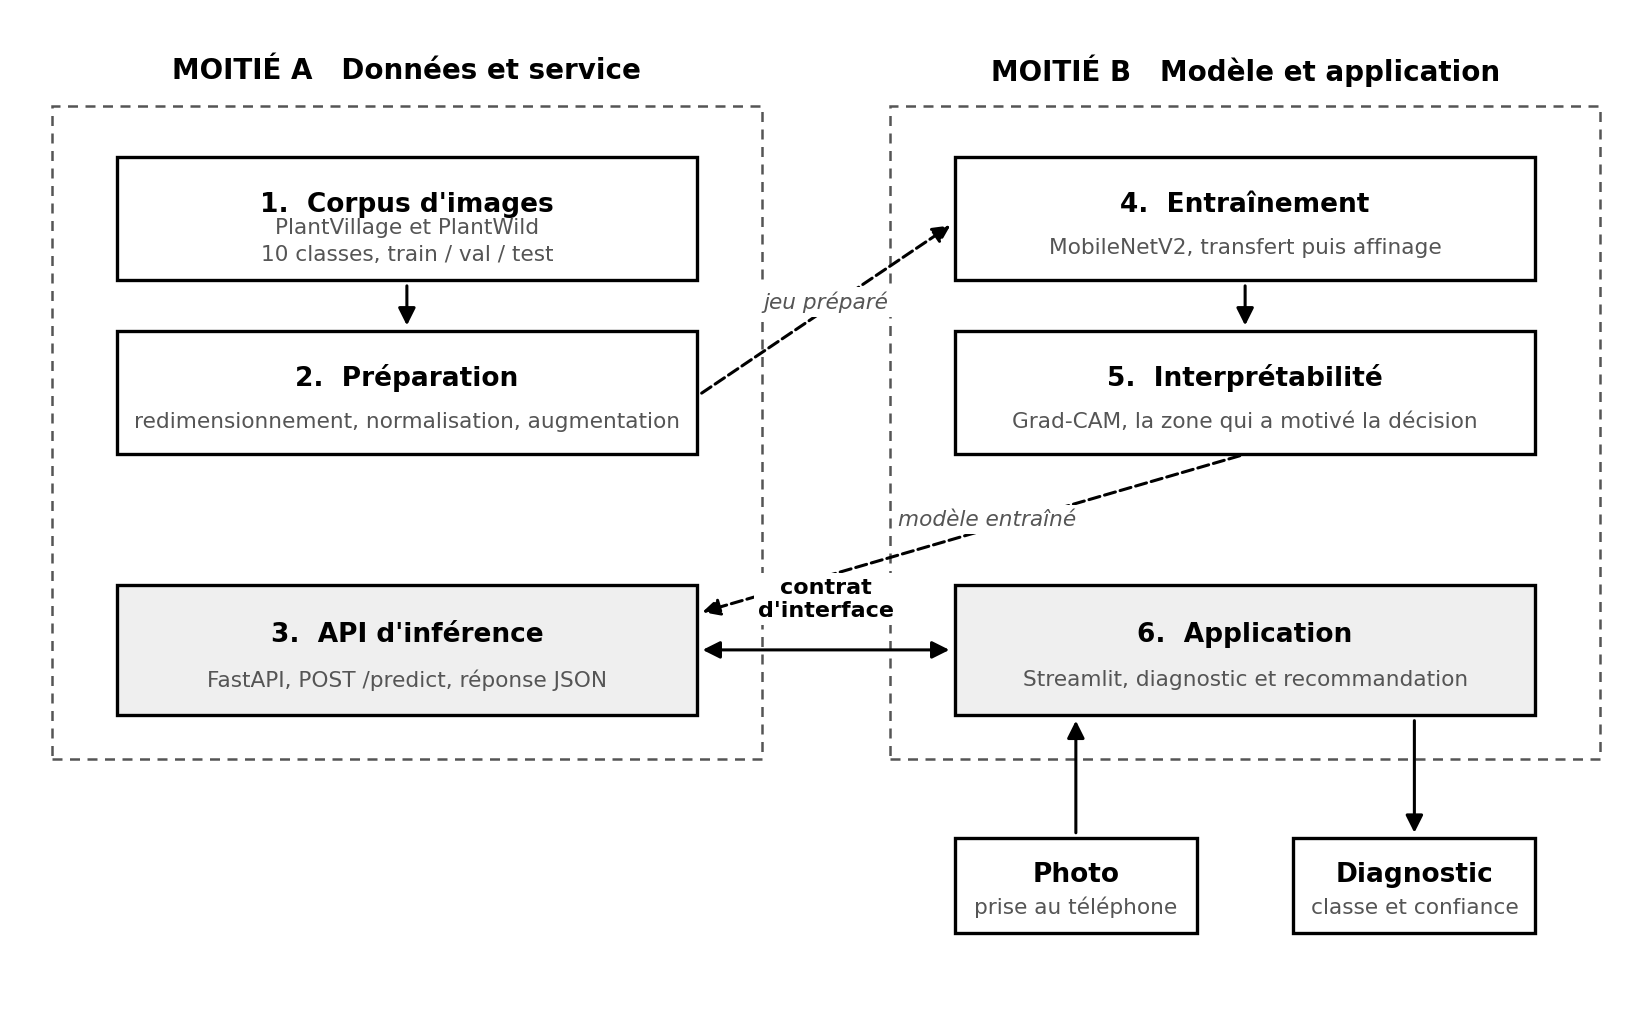 MOITIÉ A   Données et service
1.  Corpus d'images
PlantVillage et PlantWild
10 classes, train / val / test
2.  Préparation
redimensionnement, normalisation, augmentation
3.  API d'inférence
FastAPI, POST /predict, réponse JSON
jeu préparé
modèle entraîné
contrat
d'interface
MOITIÉ B   Modèle et application
4.  Entraînement
MobileNetV2, transfert puis affinage
5.  Interprétabilité
Grad-CAM, la zone qui a motivé la décision
6.  Application
Streamlit, diagnostic et recommandation
Photo
prise au téléphone
Diagnostic
classe et confiance